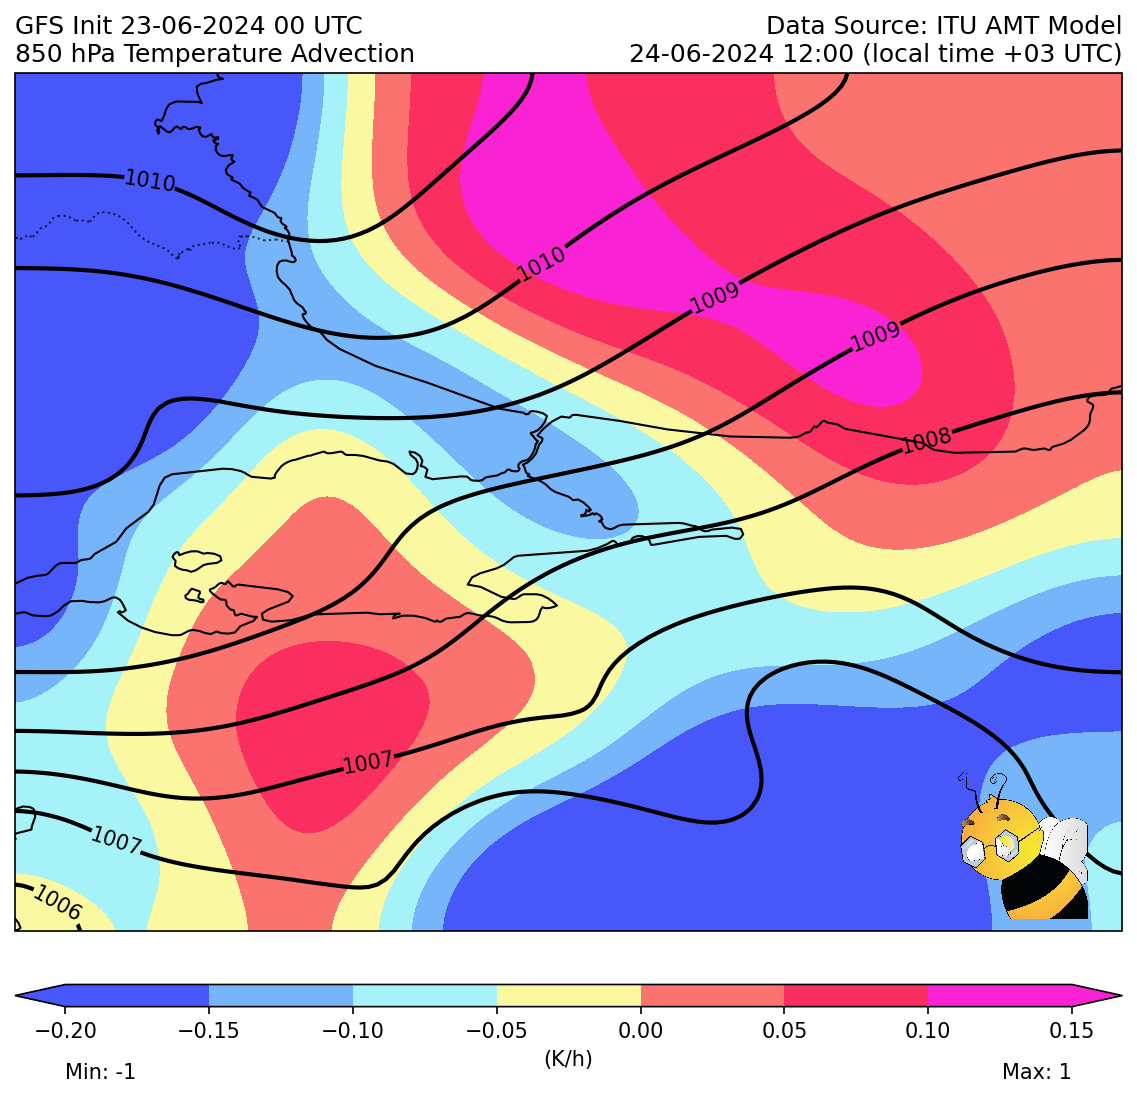 GFS Init 23-06-2024 00 UTC
850 hPa Temperature Advection
Data Source: ITU AMT Model
24-06-2024 12:00 (local time +03 UTC)
1010
1010
1009
1009
1008
1007
1007
1006
−0.20 −0.15 −0.10 −0.05 0.00 0.05 0.10 0.15
(K/h)
Min: -1
Max: 1